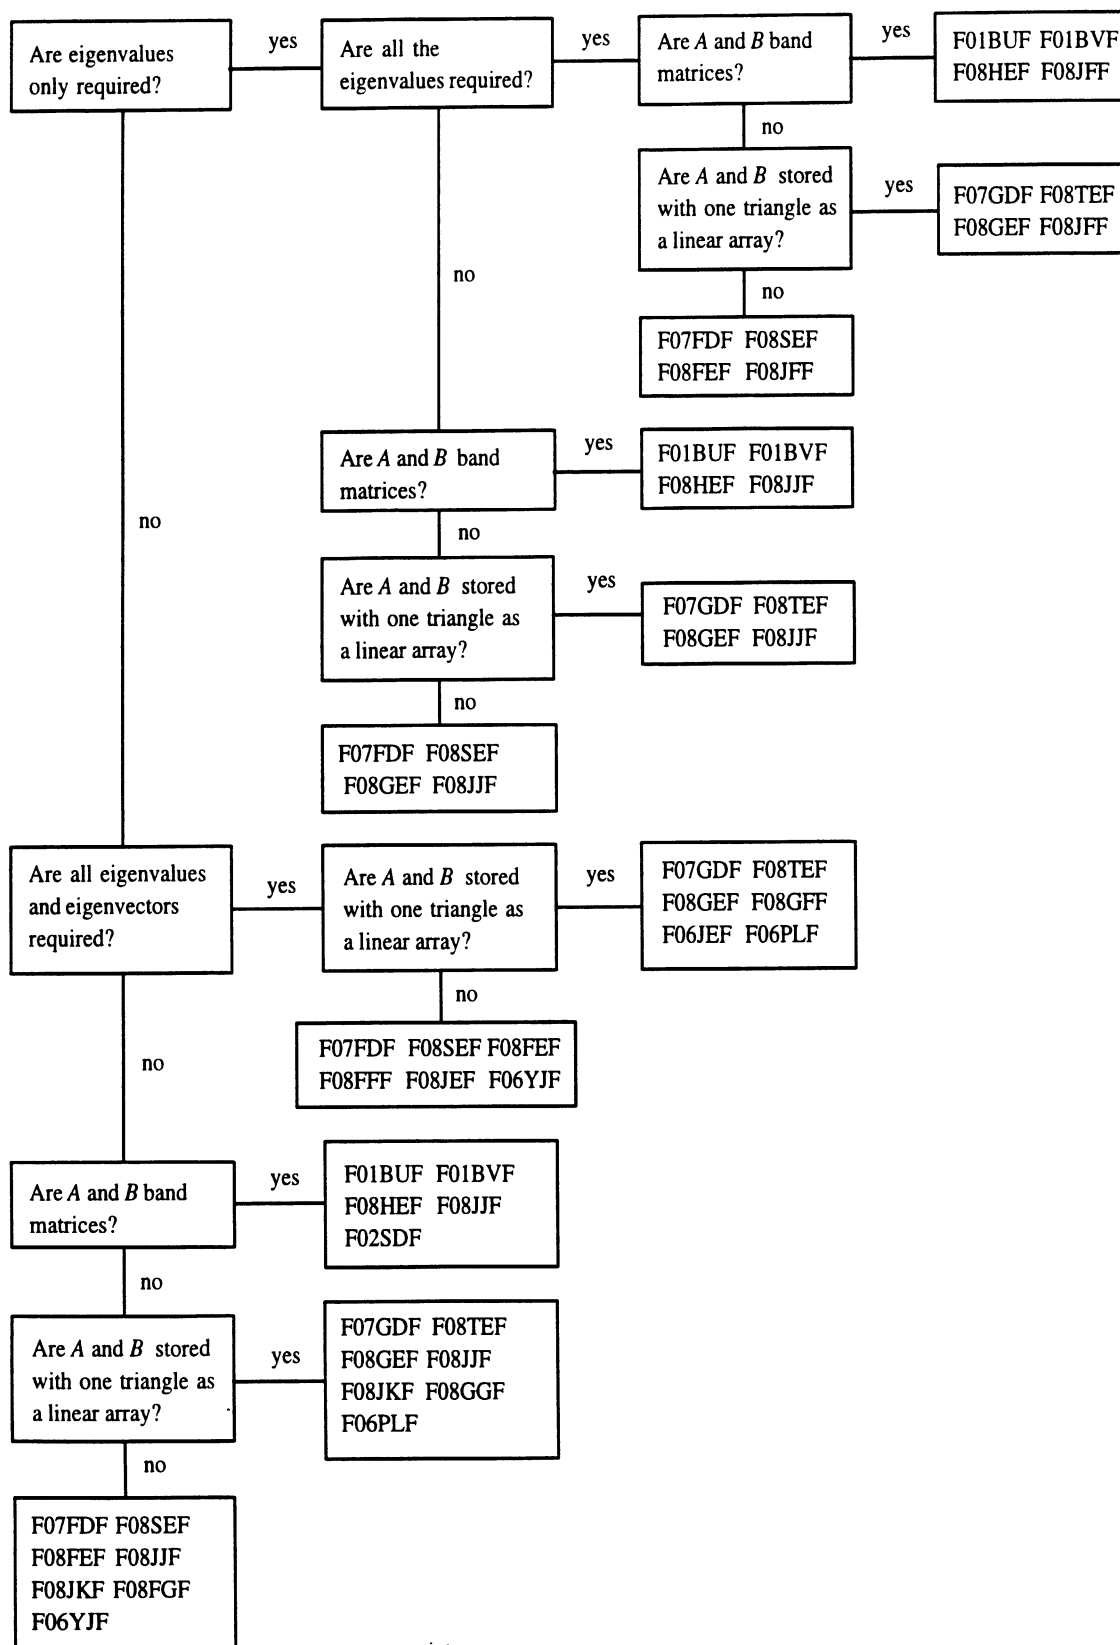 Are eigenvalues
only required?
yes
Are all the
eigenvalues required?
yes
Are A and B band
matrices?
yes
F01BUF F01BVF
F08HEF F08JFF
no
Are A and B stored
with one triangle as
a linear array?
yes
F07GDF F08TEF
F08GEF F08JFF
no
F07FDF F08SEF
F08FEF F08JFF
no
Are A and B band
matrices?
yes
F01BUF F01BVF
F08HEF F08JJF
no
Are A and B stored
with one triangle as
a linear array?
yes
F07GDF F08TEF
F08GEF F08JJF
no
F07FDF F08SEF
F08GEF F08JJF
no
Are all eigenvalues
and eigenvectors
required?
yes
Are A and B stored
with one triangle as
a linear array?
yes
F07GDF F08TEF
F08GEF F08GFF
F06JEF F06PLF
no
F07FDF F08SEF F08FEF
F08FFF F08JEF F06YJF
no
Are A and B band
matrices?
yes
F01BUF F01BVF
F08HEF F08JJF
F02SDF
no
Are A and B stored
with one triangle as
a linear array?
yes
F07GDF F08TEF
F08GEF F08JJF
F08JKF F08GGF
F06PLF
no
F07FDF F08SEF
F08FEF F08JJF
F08JKF F08FGF
F06YJF